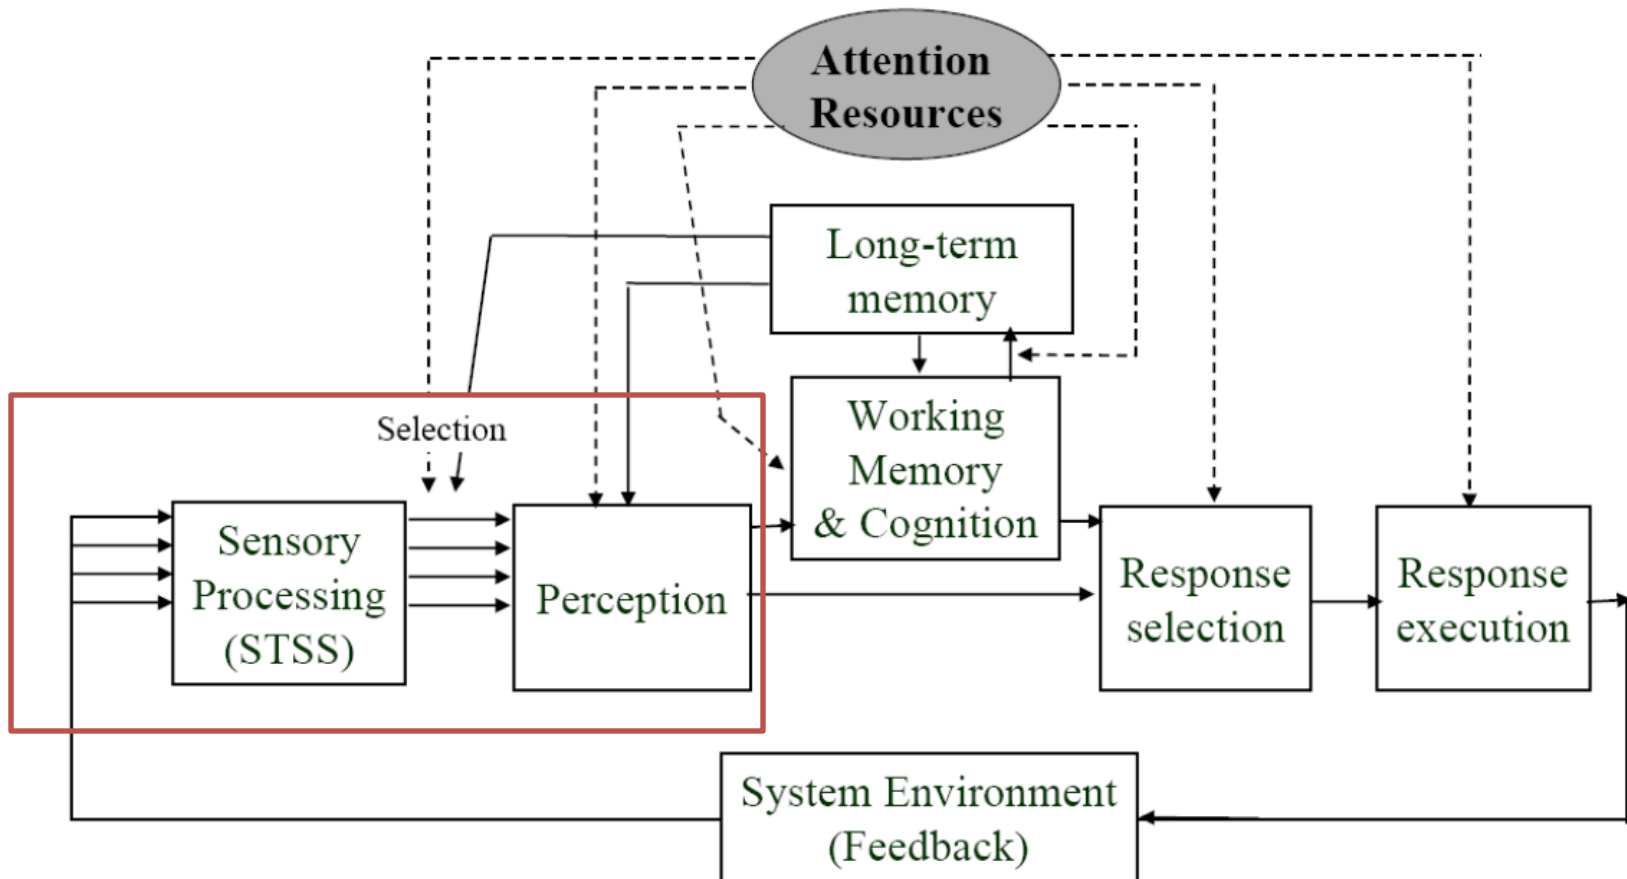 Attention
Resources
Long-term
memory
Selection
Working
Memory
& Cognition
Sensory
Processing
(STSS)
Perception
Response
selection
Response
execution
System Environment
(Feedback)